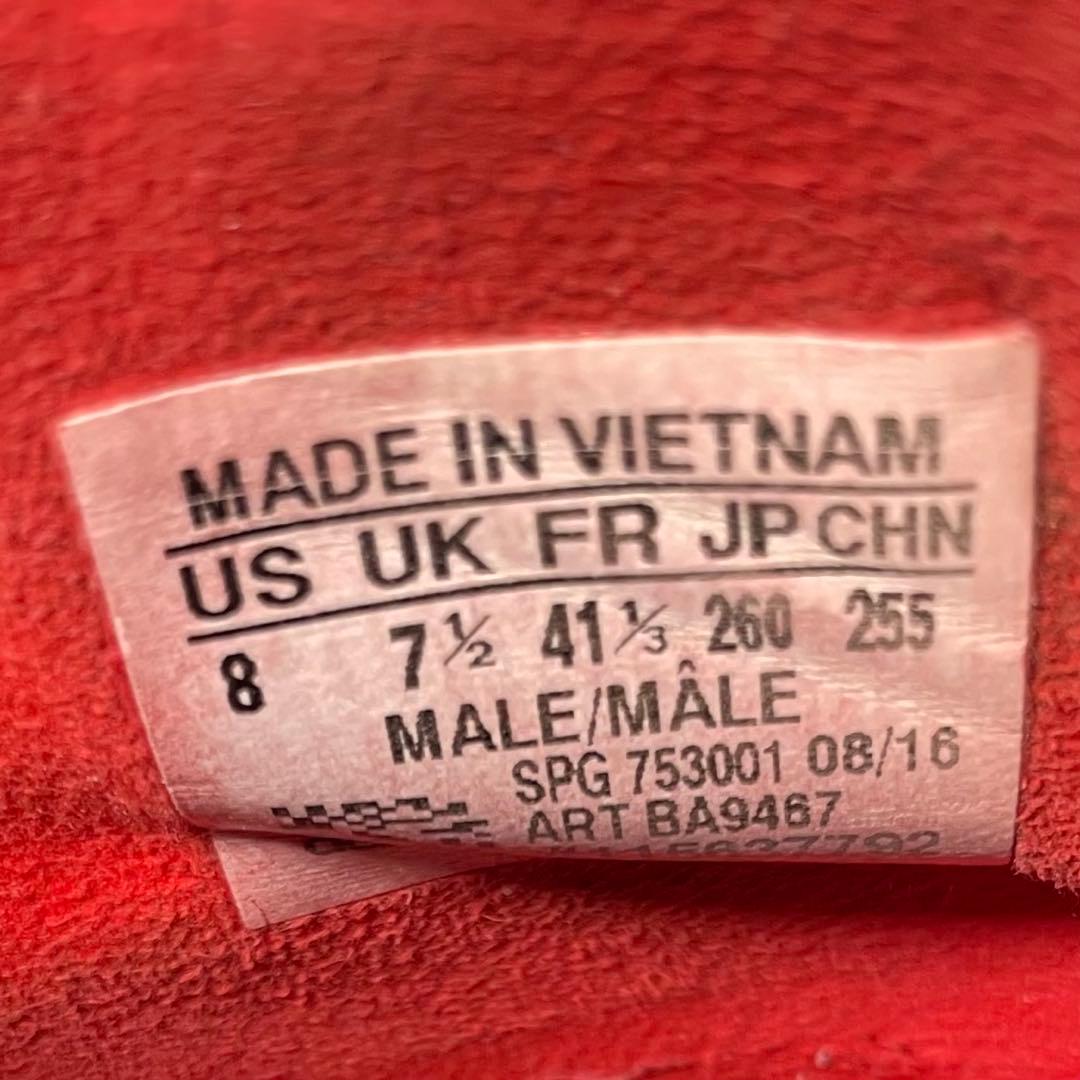 MADE IN VIETNAM
US UK FR JP CHN
8 7½ 41⅓ 260 255
MALE/MÂLE
SPG 753001 08/16
ART BA9467